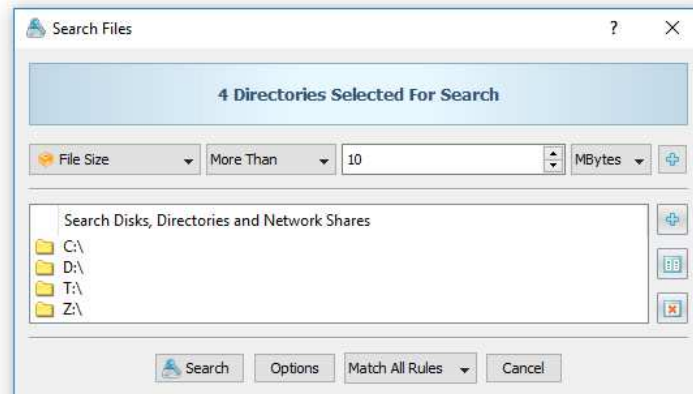 Search Files ?
4 Directories Selected For Search
File Size More Than 10 MBytes
Search Disks, Directories and Network Shares
C:\
D:\
T:\
Z:\
Search Options Match All Rules Cancel